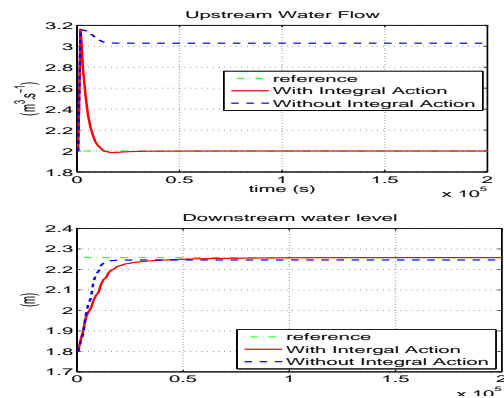 Upstream Water Flow
(m³.s⁻¹)
3.2
3
2.8
2.6
2.4
2.2
2
1.8
reference
With Integral Action
Without Integral Action
0
0.5
1
1.5
2
time (s)
x 10⁵
Downstream water level
(m)
2.4
2.3
2.2
2.1
2
1.9
1.8
1.7
reference
With Intergal Action
Without Integral Action
0
0.5
1
1.5
2
x 10⁵